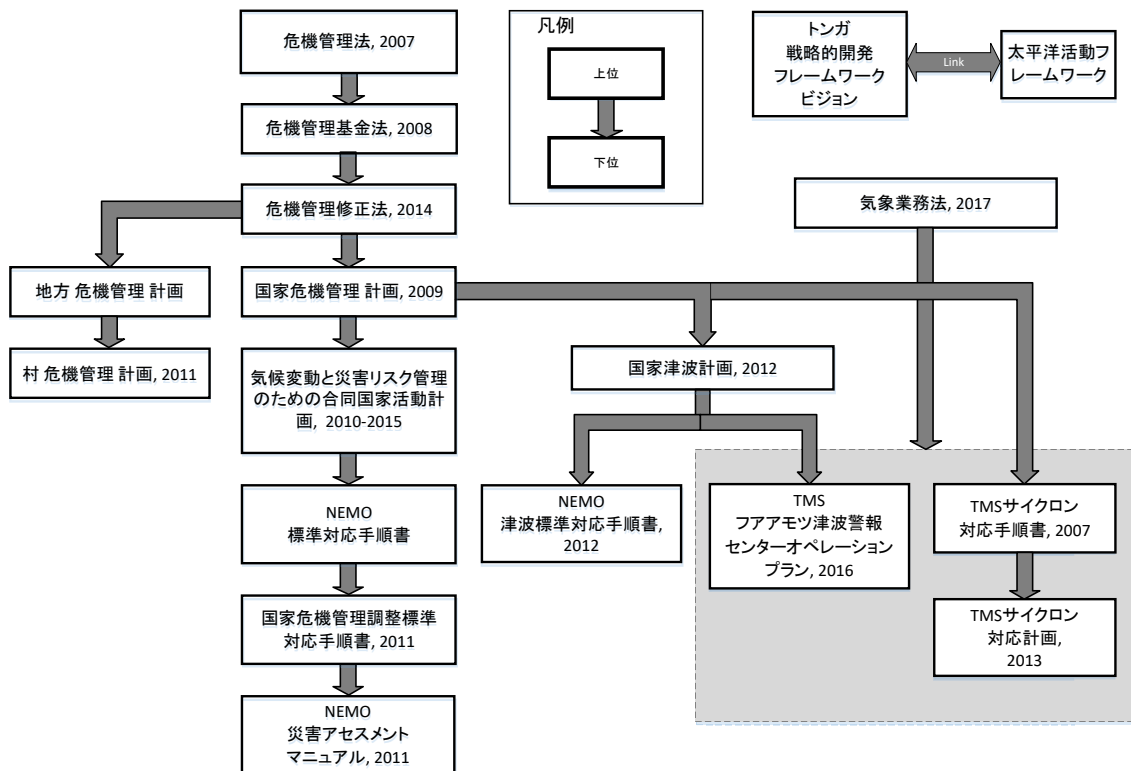 危機管理法, 2007
凡例
上位
下位
トンガ
戦略的開発
フレームワーク
ビジョン
Link
太平洋活動フ
レームワーク
危機管理基金法, 2008
危機管理修正法, 2014
気象業務法, 2017
地方 危機管理 計画
国家危機管理 計画, 2009
村 危機管理 計画, 2011
気候変動と災害リスク管理
のための合同国家活動計
画, 2010-2015
国家津波計画, 2012
NEMO
標準対応手順書
NEMO
津波標準対応手順書,
2012
TMS
フアアモツ津波警報
センターオペレーション
プラン, 2016
TMSサイクロン
対応手順書, 2007
国家危機管理調整標準
対応手順書, 2011
TMSサイクロン
対応計画,
2013
NEMO
災害アセスメント
マニュアル, 2011